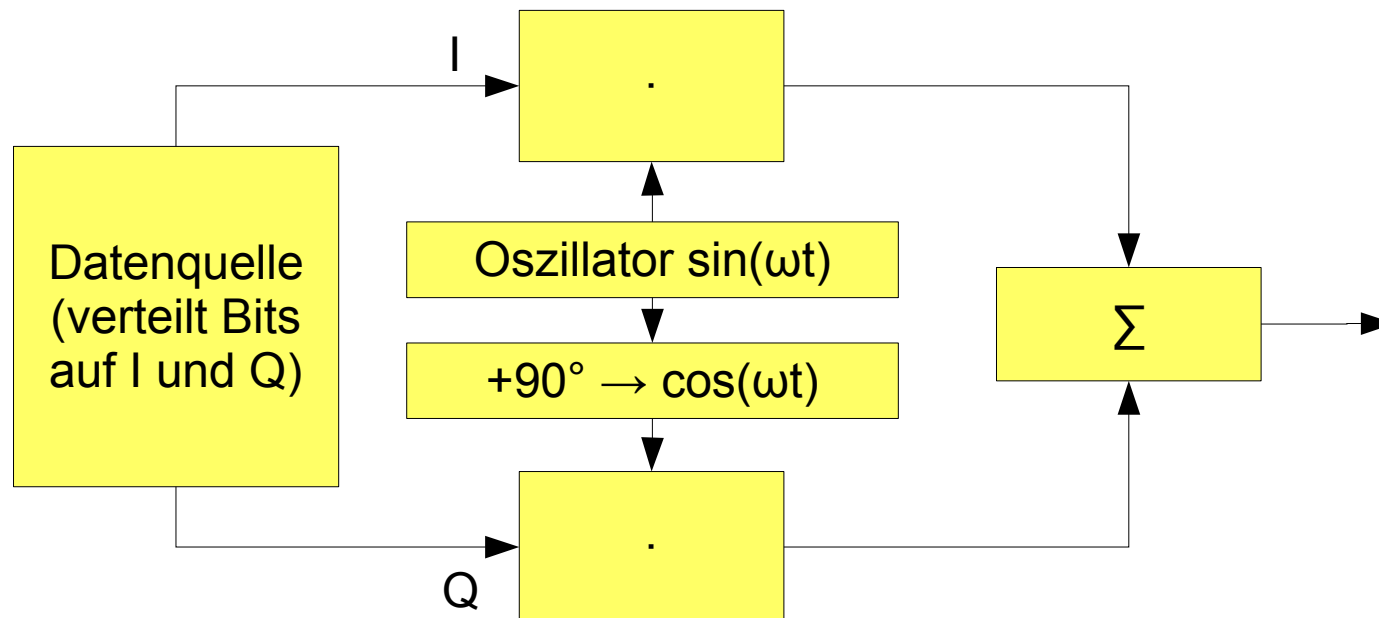 I
·
Datenquelle
(verteilt Bits
auf I und Q)
Oszillator sin(ωt)
+90° → cos(ωt)
∑
·
Q